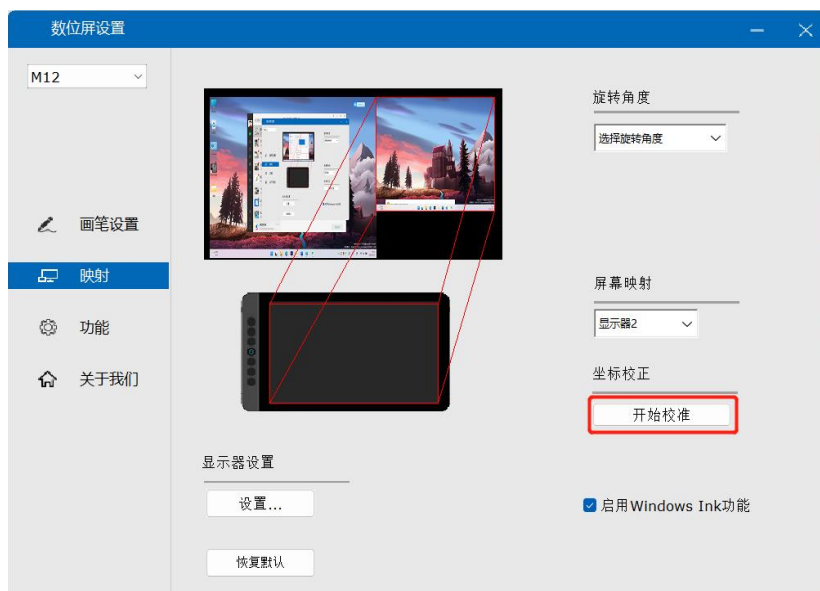 数位屏设置
M12
画笔设置
映射
功能
关于我们
旋转角度
选择旋转角度
屏幕映射
显示器2
坐标校正
开始校准
显示器设置
设置...
启用Windows Ink功能
恢复默认